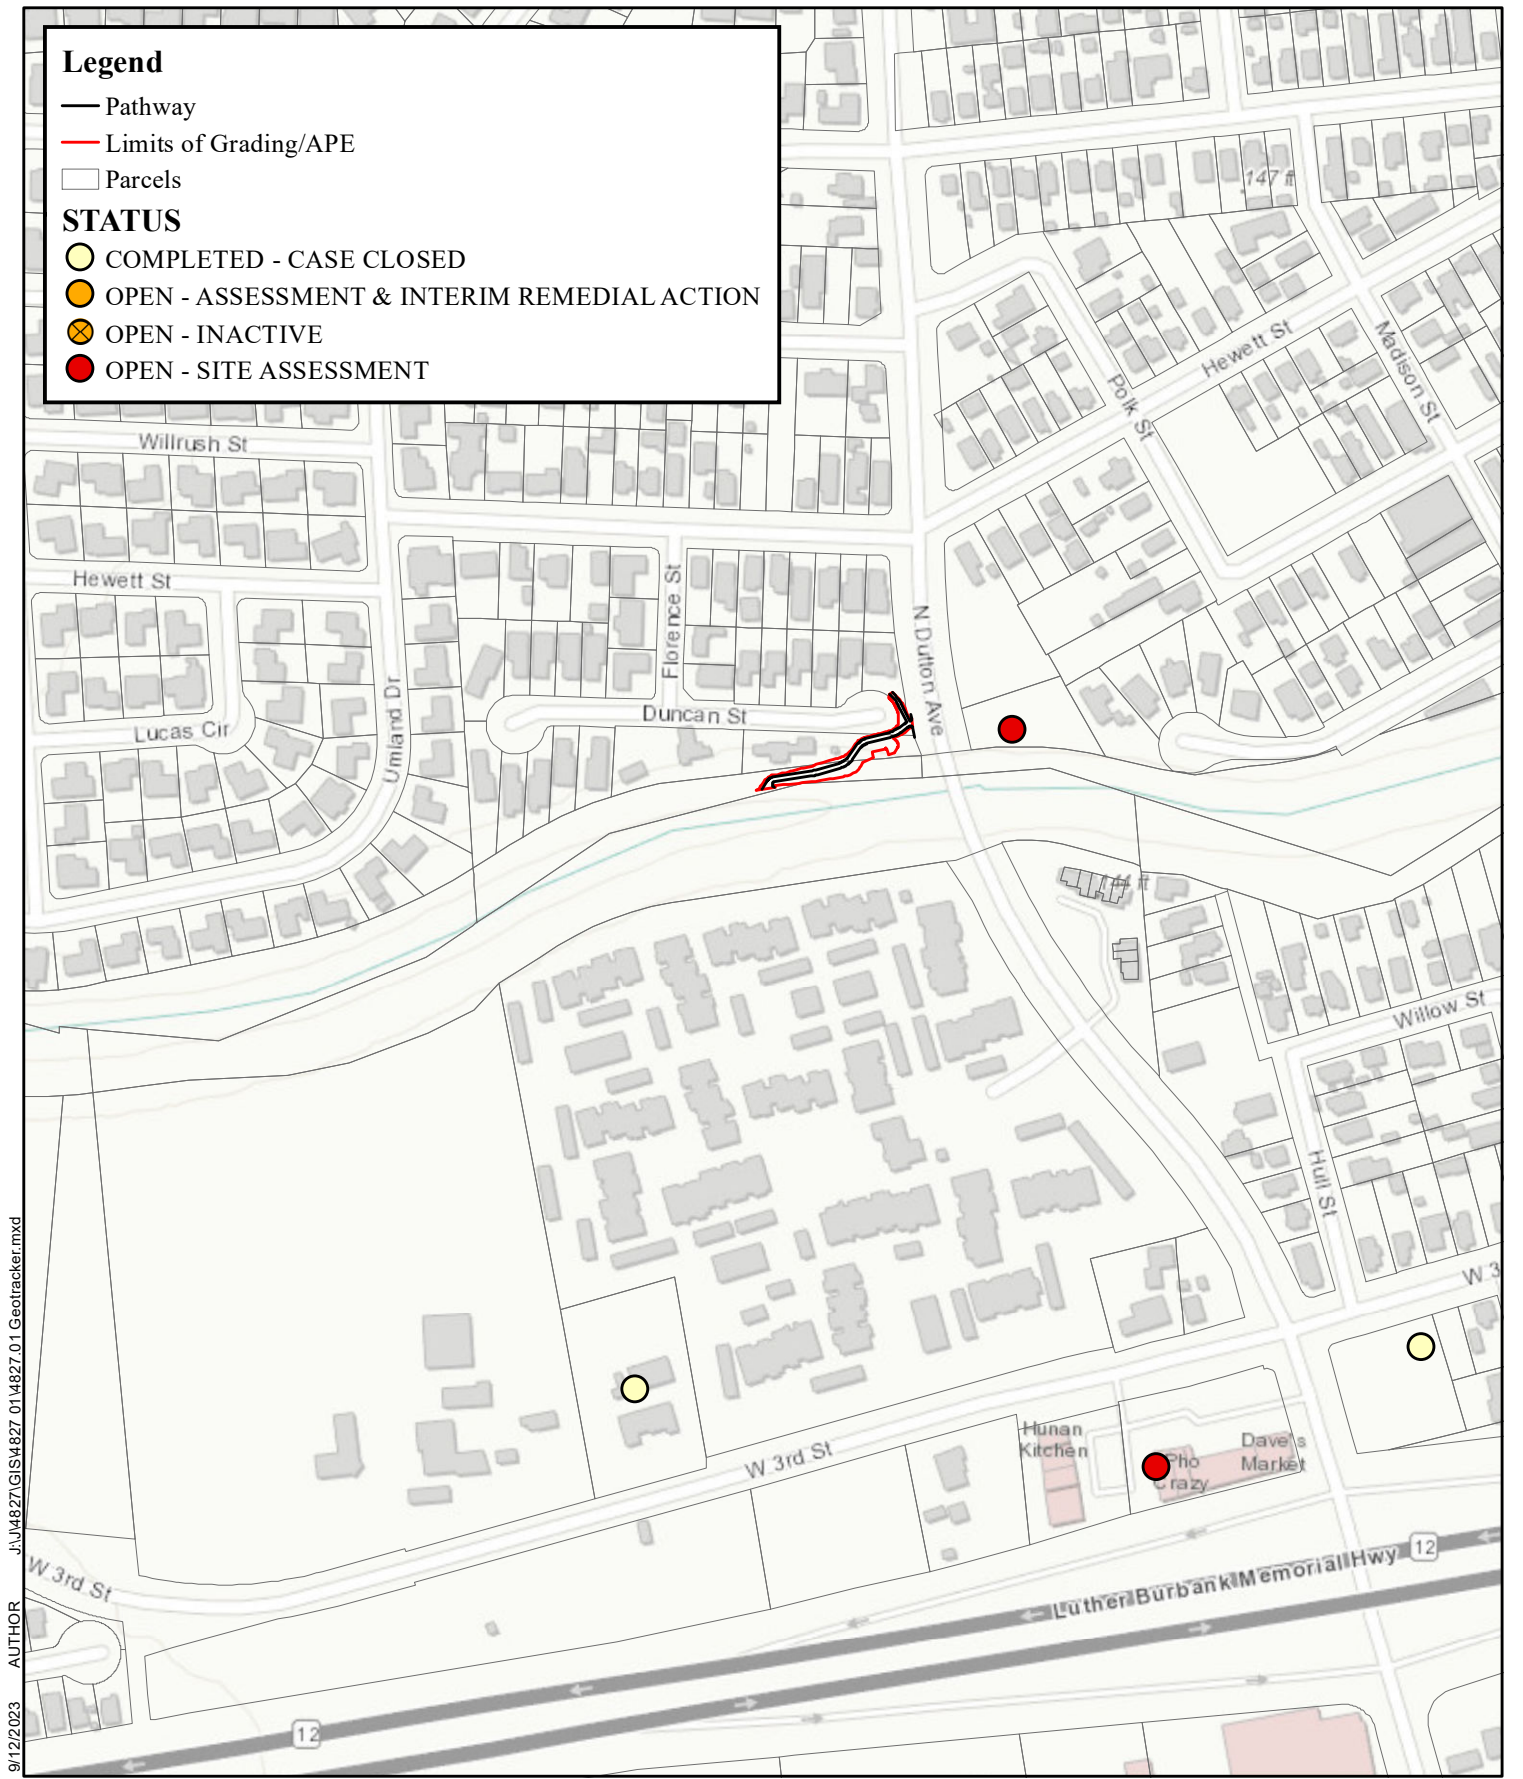 Legend
Pathway
Limits of Grading/APE
Parcels
STATUS
COMPLETED - CASE CLOSED
OPEN - ASSESSMENT & INTERIM REMEDIAL ACTION
OPEN - INACTIVE
OPEN - SITE ASSESSMENT
147 ft
Hewett St
Madison St
Polk St
Willrush St
Hewett St
Florence St
N Dutton Ave
Umland Dr
Duncan St
Lucas Cir
144 ft
Willow St
Hull St
W 3
Hunan
Kitchen
Dave's
Market
Pho
Crazy
W 3rd St
W 3rd St
12
Luther Burbank Memorial Hwy
12
9/12/2023 AUTHOR J:\J\4827\GIS\4827 01\4827.01 Geotracker.mxd